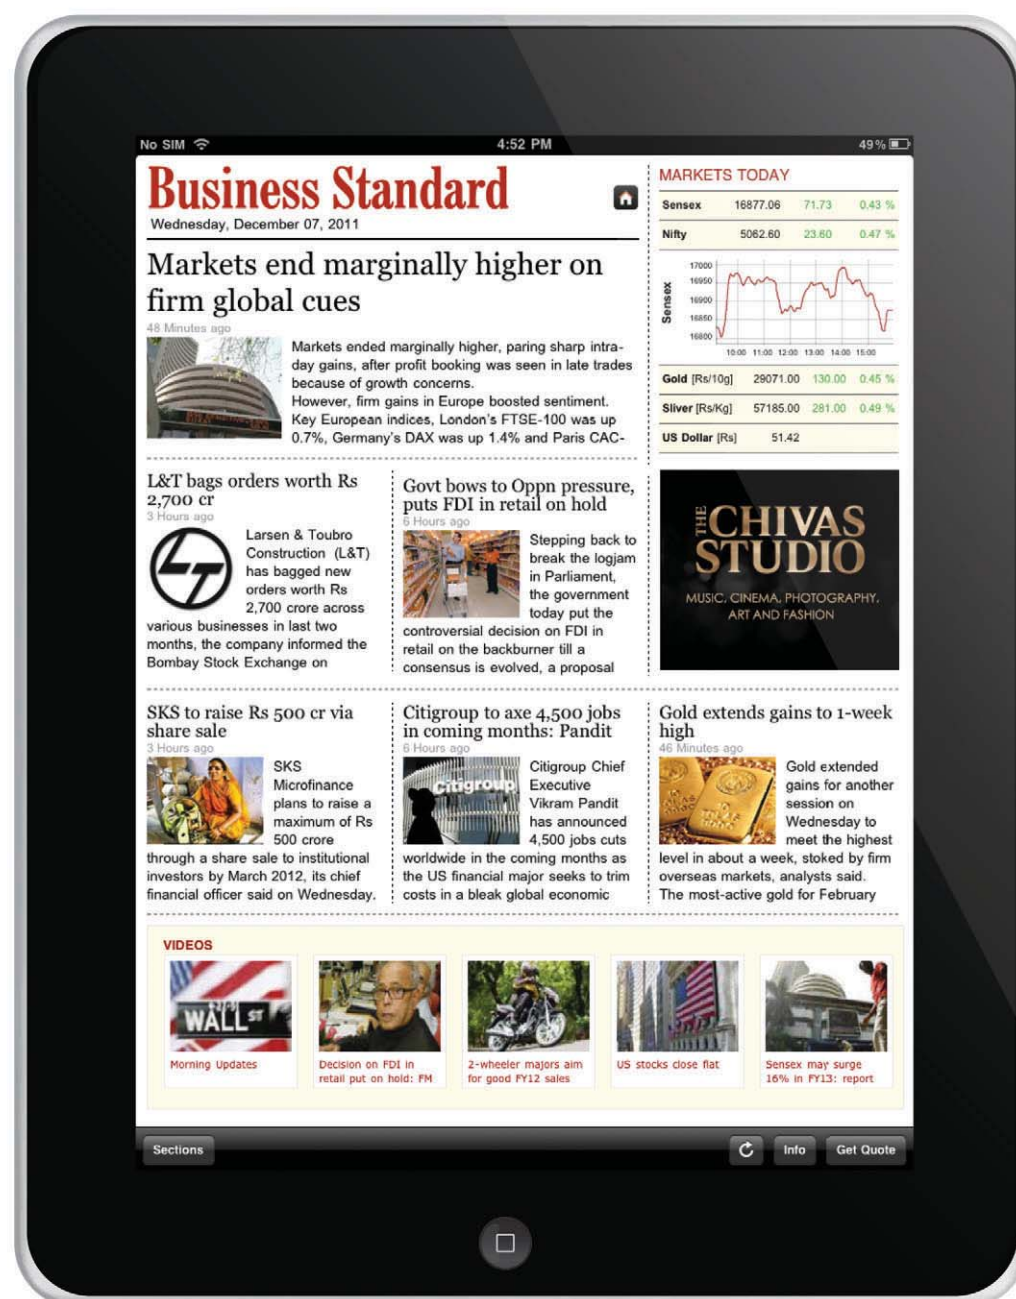 No SIM
4:52 PM
49%
Business Standard
Wednesday, December 07, 2011
Markets end marginally higher on
firm global cues
48 Minutes ago
Markets ended marginally higher, paring sharp intra-
day gains, after profit booking was seen in late trades
because of growth concerns.
However, firm gains in Europe boosted sentiment.
Key European indices, London's FTSE-100 was up
0.7%, Germany's DAX was up 1.4% and Paris CAC-
MARKETS TODAY
Sensex 16877.06 71.73 0.43 %
Nifty 5062.60 23.60 0.47 %
Sensex
17000
16950
16900
16850
16800
10:00 11:00 12:00 13:00 14:00 15:00
Gold [Rs/10g] 29071.00 130.00 0.45 %
Sliver [Rs/Kg] 57185.00 281.00 0.49 %
US Dollar [Rs] 51.42
L&T bags orders worth Rs
2,700 cr
3 Hours ago
LT
Larsen & Toubro
Construction (L&T)
has bagged new
orders worth Rs
2,700 crore across
various businesses in last two
months, the company informed the
Bombay Stock Exchange on
Govt bows to Oppn pressure,
puts FDI in retail on hold
6 Hours ago
Stepping back to
break the logjam
in Parliament,
the government
today put the
controversial decision on FDI in
retail on the backburner till a
consensus is evolved, a proposal
THE CHIVAS
STUDIO
MUSIC, CINEMA, PHOTOGRAPHY,
ART AND FASHION
SKS to raise Rs 500 cr via
share sale
3 Hours ago
SKS
Microfinance
plans to raise a
maximum of Rs
500 crore
through a share sale to institutional
investors by March 2012, its chief
financial officer said on Wednesday.
Citigroup to axe 4,500 jobs
in coming months: Pandit
6 Hours ago
Citigroup
Citigroup Chief
Executive
Vikram Pandit
has announced
4,500 jobs cuts
worldwide in the coming months as
the US financial major seeks to trim
costs in a bleak global economic
Gold extends gains to 1-week
high
46 Minutes ago
Gold extended
gains for another
session on
Wednesday to
meet the highest
level in about a week, stoked by firm
overseas markets, analysts said.
The most-active gold for February
VIDEOS
WALL ST
Morning Updates
Decision on FDI in
retail put on hold: FM
2-wheeler majors aim
for good FY12 sales
US stocks close flat
Sensex may surge
16% in FY13: report
Sections
Info
Get Quote